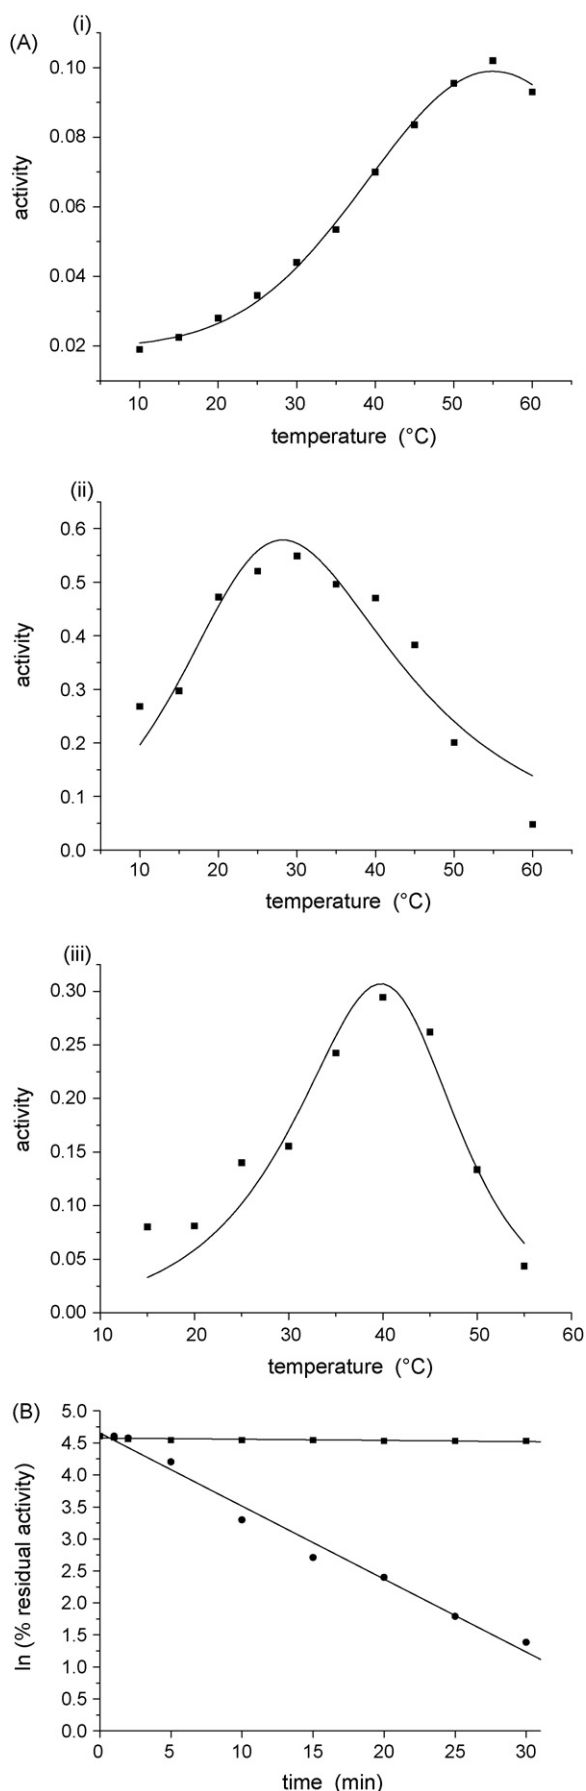 (A)
(i)
0.10
0.08
0.06
0.04
0.02
activity
10 20 30 40 50 60
temperature (°C)
(ii)
0.6
0.5
0.4
0.3
0.2
0.1
0.0
activity
10 20 30 40 50 60
temperature (°C)
(iii)
0.30
0.25
0.20
0.15
0.10
0.05
0.00
activity
10 20 30 40 50 60
temperature (°C)
(B)
5.0
4.5
4.0
3.5
3.0
2.5
2.0
1.5
1.0
0.5
0.0
ln (% residual activity)
0 5 10 15 20 25 30
time (min)